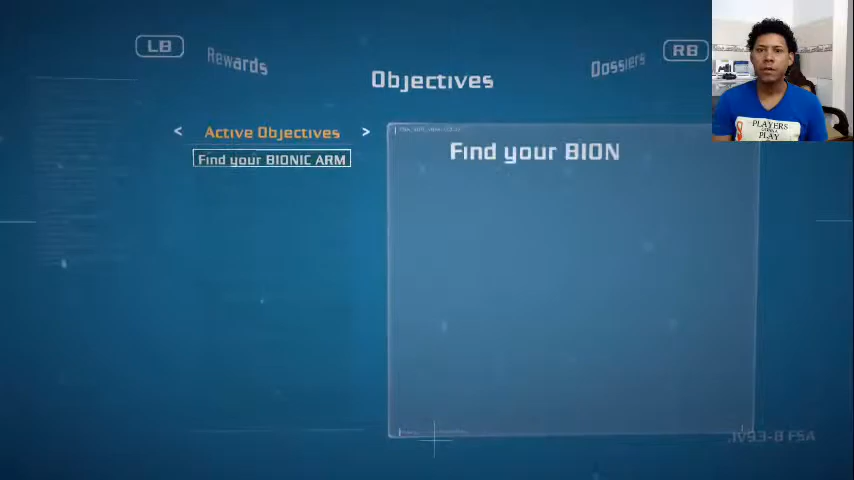 LB
Rewards
Objectives
Dossiers
RB
< Active Objectives >
Find your BIONIC ARM
Find your BION
PLAYERS
PLAY